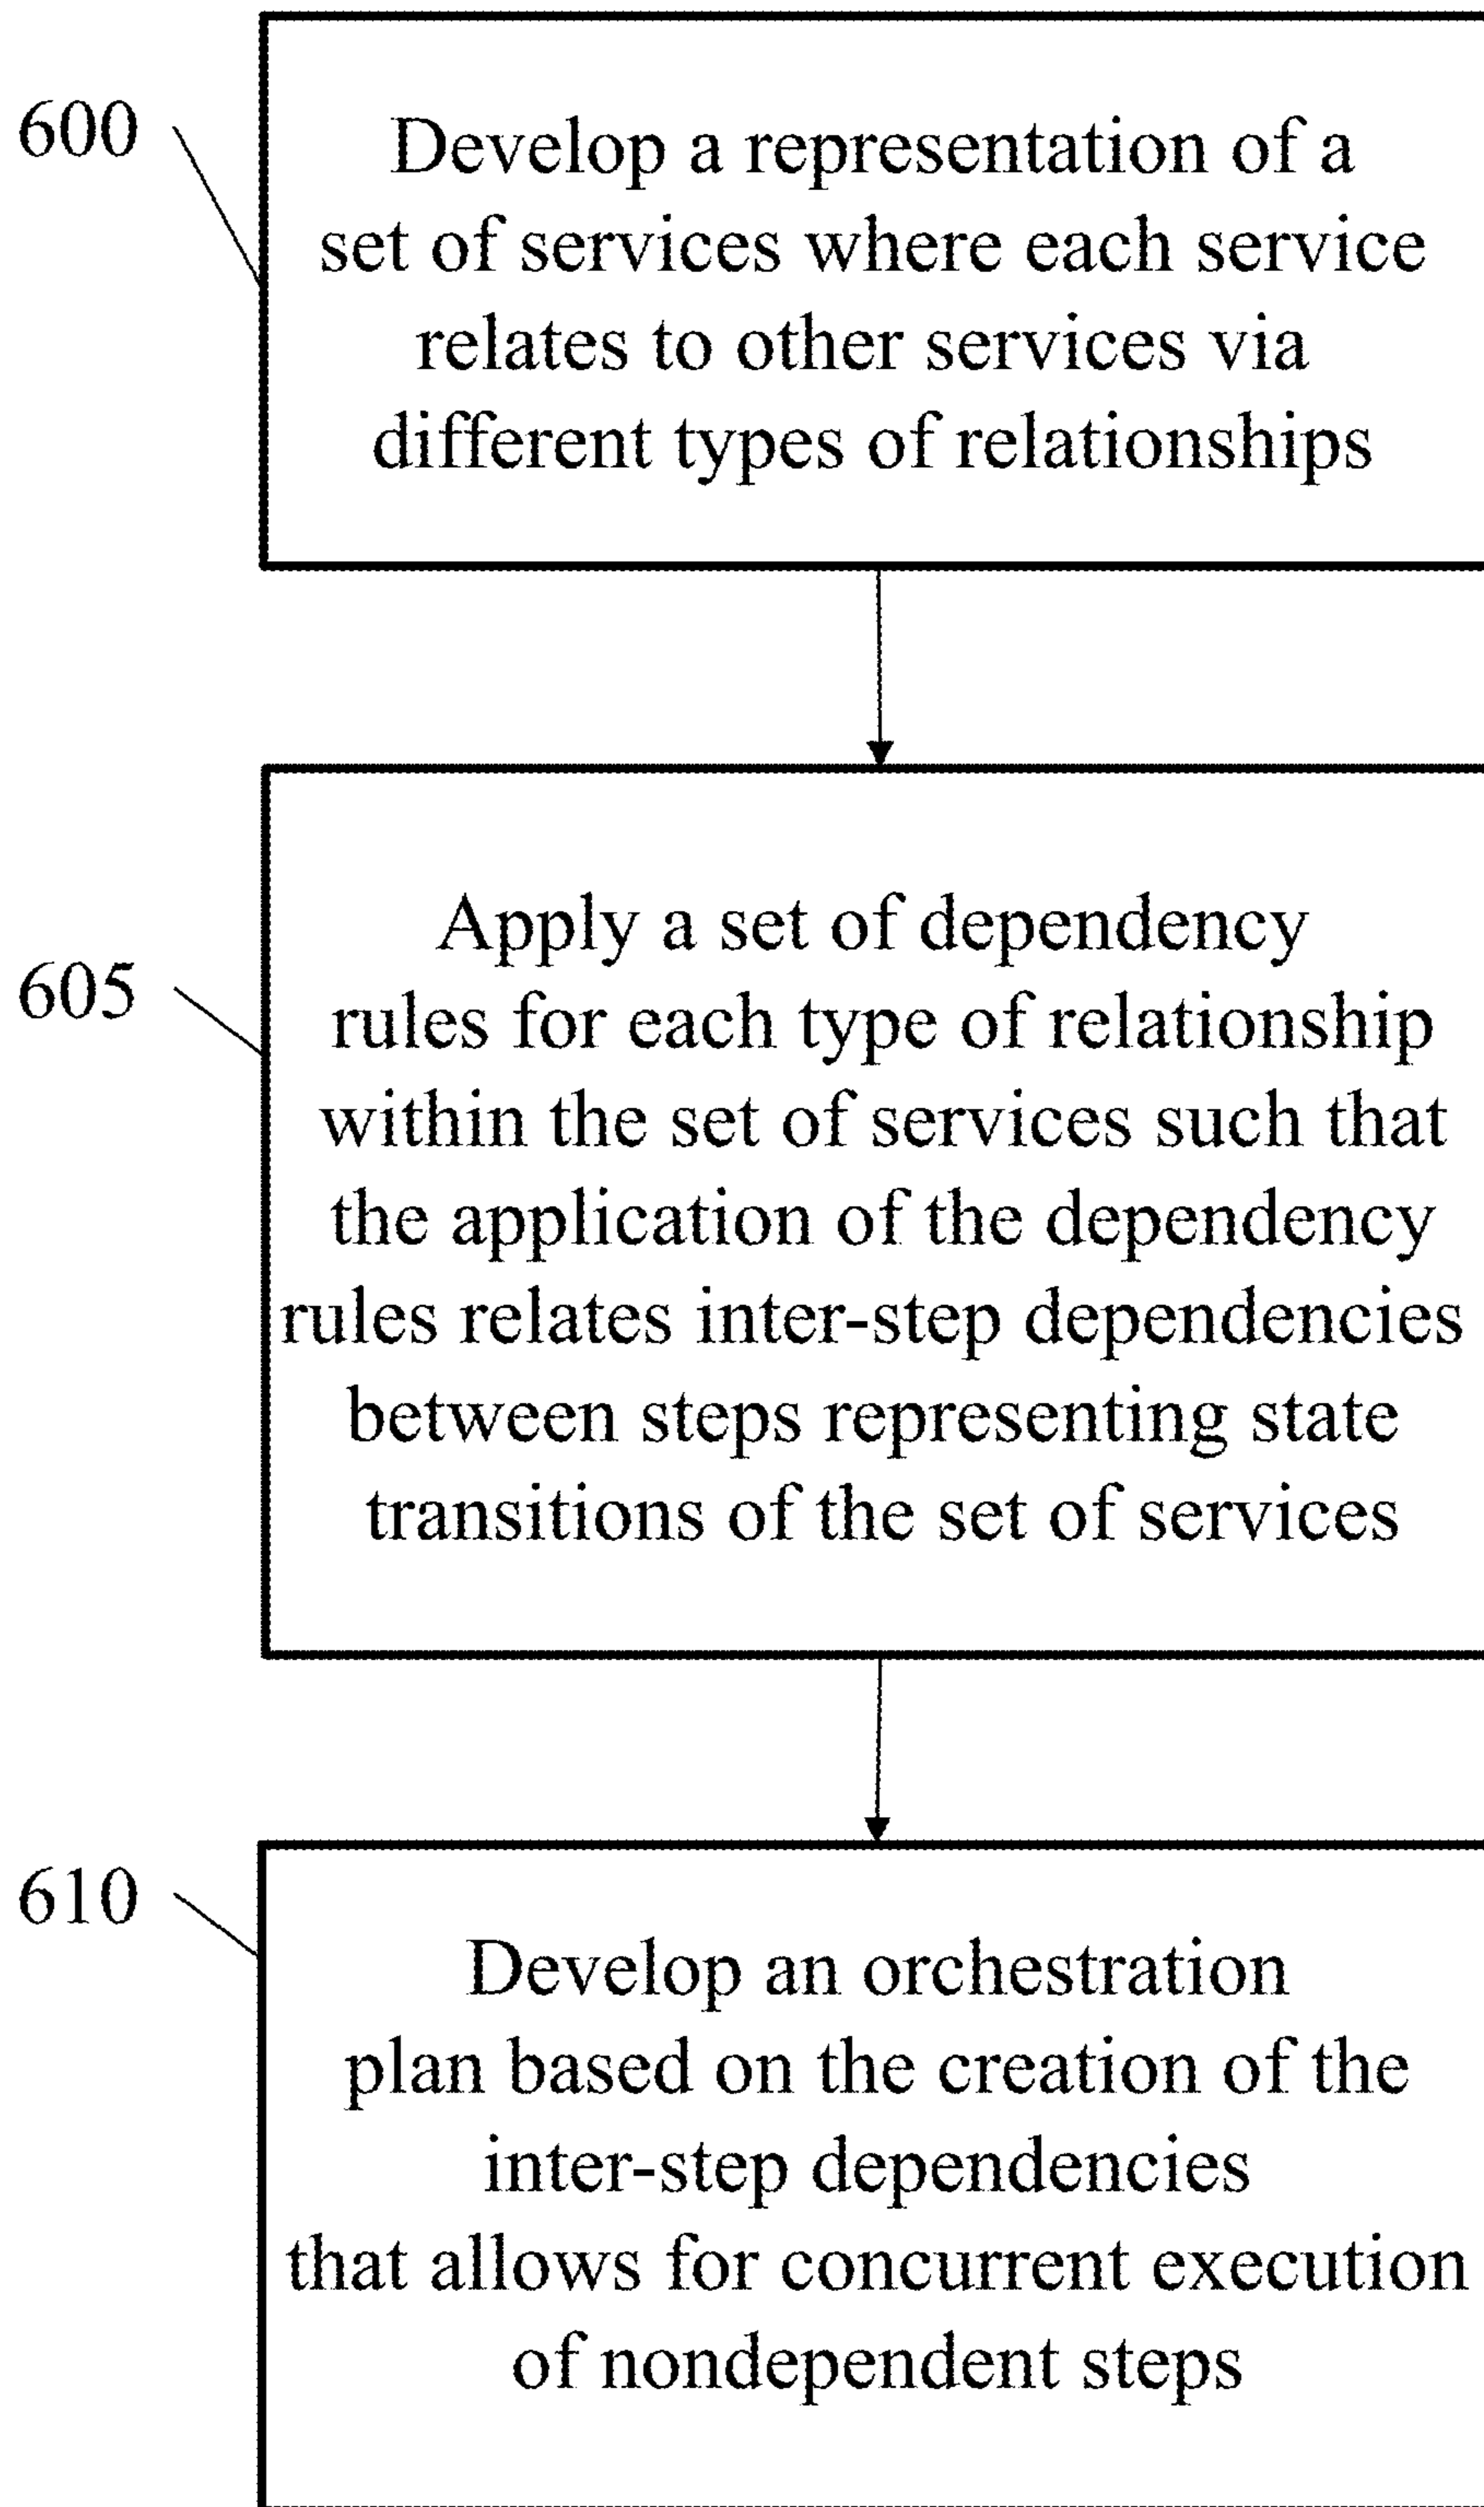 600
Develop a representation of a
set of services where each service
relates to other services via
different types of relationships
605
Apply a set of dependency
rules for each type of relationship
within the set of services such that
the application of the dependency
rules relates inter-step dependencies
between steps representing state
transitions of the set of services
610
Develop an orchestration
plan based on the creation of the
inter-step dependencies
that allows for concurrent execution
of nondependent steps